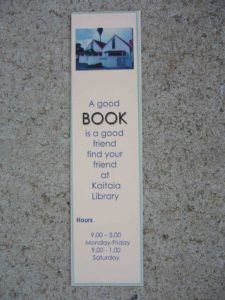 A good
BOOK
is a good
friend
find your
friend
at
Kaitaia
Library
Hours
9.00 - 5.00
Monday-Friday
9.00 - 1.00
Saturday